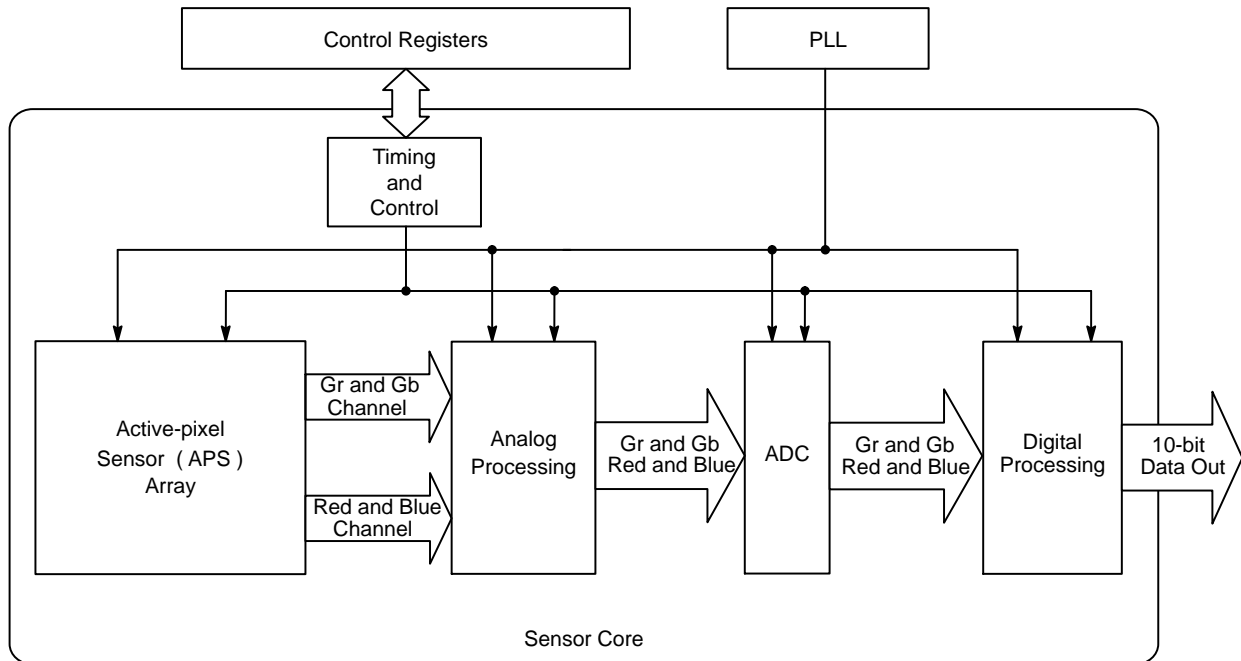 Control Registers
PLL
Timing
and
Control
Active-pixel
Sensor ( APS )
Array
Gr and Gb
Channel
Red and Blue
Channel
Analog
Processing
Gr and Gb
Red and Blue
ADC
Gr and Gb
Red and Blue
Digital
Processing
10-bit
Data Out
Sensor Core